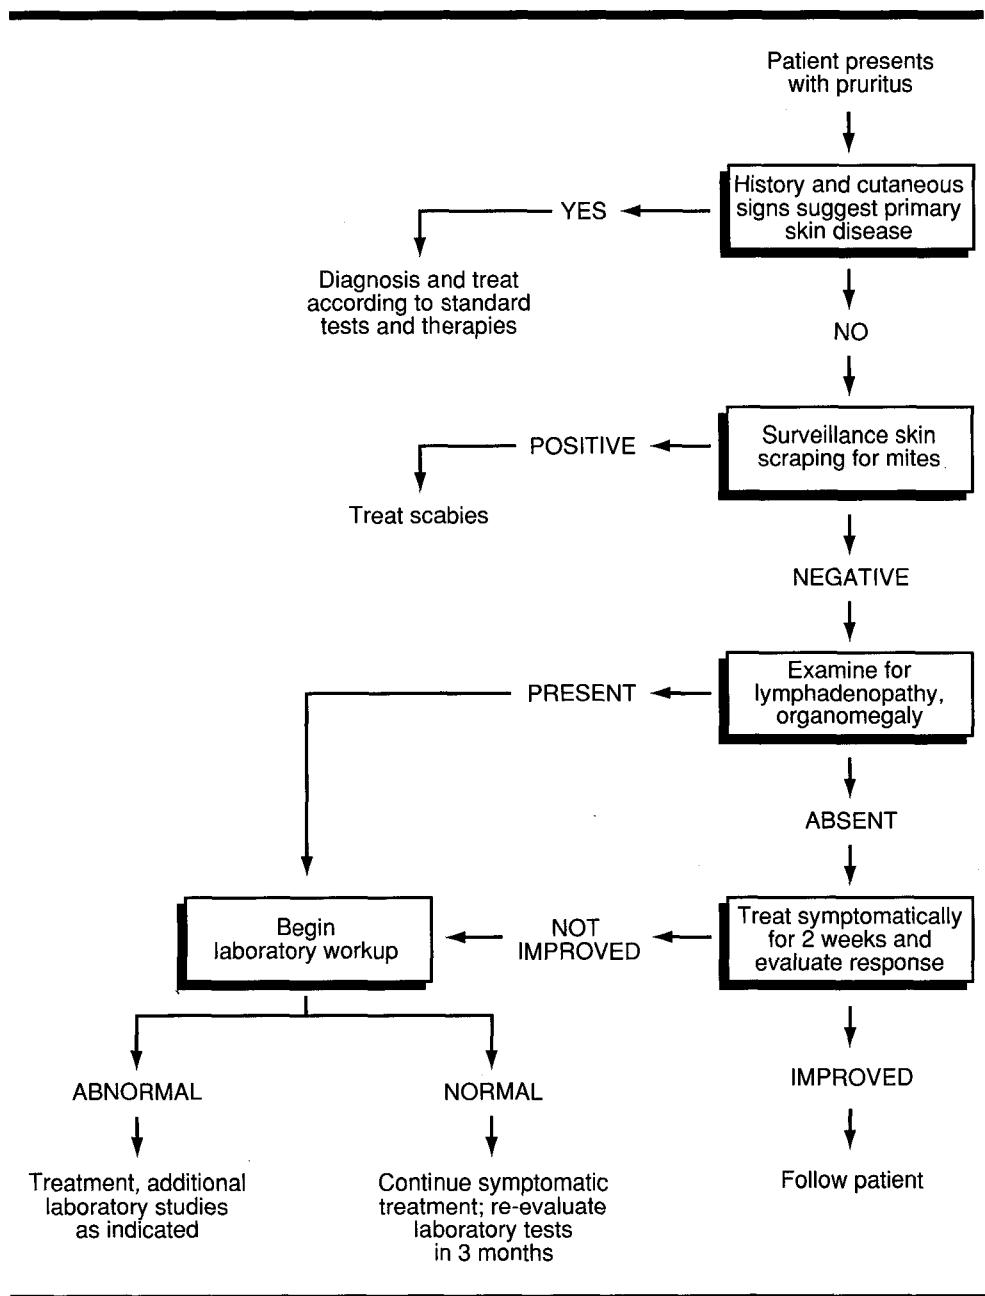 Patient presents
with pruritus
History and cutaneous
signs suggest primary
skin disease
YES
Diagnosis and treat
according to standard
tests and therapies
NO
Surveillance skin
scraping for mites
POSITIVE
Treat scabies
NEGATIVE
Examine for
lymphadenopathy,
organomegaly
PRESENT
ABSENT
Treat symptomatically
for 2 weeks and
evaluate response
NOT
IMPROVED
Begin
laboratory workup
ABNORMAL
NORMAL
IMPROVED
Treatment, additional
laboratory studies
as indicated
Continue symptomatic
treatment; re-evaluate
laboratory tests
in 3 months
Follow patient